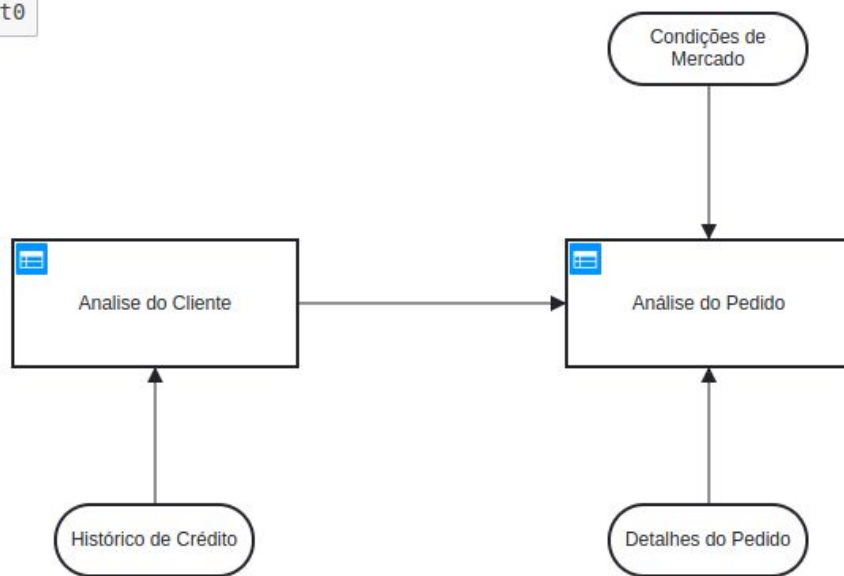 t0
Condições de
Mercado
Analise do Cliente
Análise do Pedido
Histórico de Crédito
Detalhes do Pedido